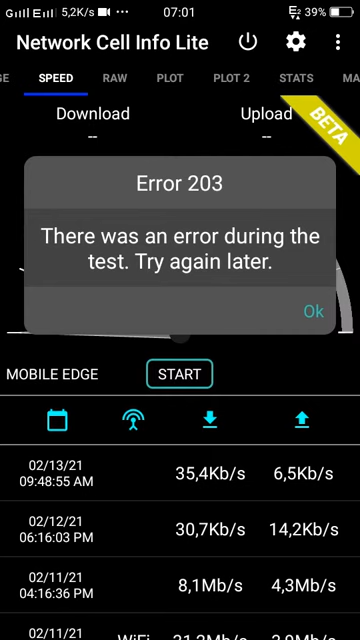 G E 5,2K/s ... 07:01 E2 39%
Network Cell Info Lite
GE SPEED RAW PLOT PLOT 2 STATS MA
Download Upload
-- --
BETA
Error 203
There was an error during the
test. Try again later.
Ok
MOBILE EDGE START
02/13/21
09:48:55 AM
35,4Kb/s 6,5Kb/s
02/12/21
06:16:03 PM
30,7Kb/s 14,2Kb/s
02/11/21
04:16:36 PM
8,1Mb/s 4,3Mb/s
02/11/21